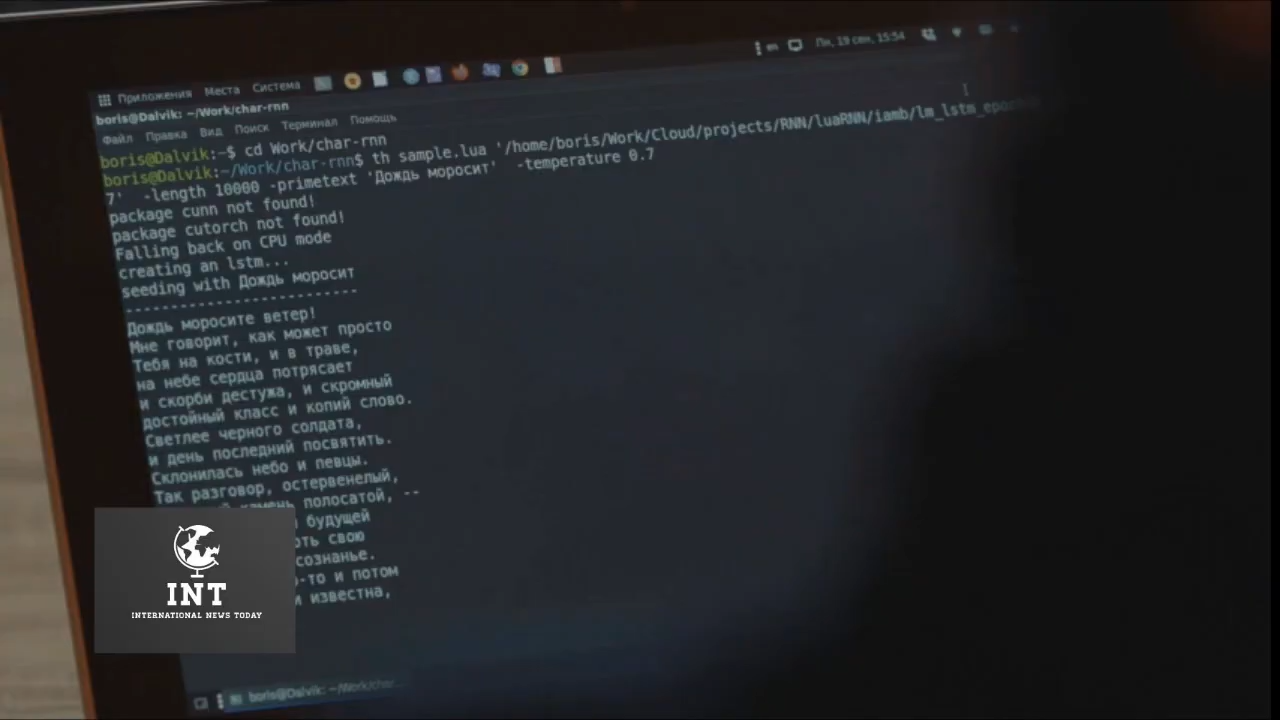 en Пн, 19 сен, 15:54
Приложения Места Система
boris@Dalvik: ~/Work/char-rnn
Файл Правка Вид Поиск Терминал Помощь
boris@Dalvik:~$ cd Work/char-rnn
boris@Dalvik:~/Work/char-rnn$ th sample.lua '/home/boris/Work/Cloud/projects/RNN/luaRNN/iamb/lm_lstm_epoch
7' -length 10000 -primetext 'Дождь моросит' -temperature 0.7
package cunn not found!
package cutorch not found!
Falling back on CPU mode
creating an lstm...
seeding with Дождь моросит
--------------------------
Дождь моросите ветер!
Мне говорит, как может просто
Тебя на кости, и в траве,
на небе сердца потрясает
и скорби дестужа, и скромный
достойный класс и копий слово.
Светлее черного солдата,
и день последний посвятить.
Склонилась небо и певцы.
Так разговор, остервенелый,
камень полосатой, --
будущей
свою
сознанье.
-то и потом
и известна,
INT
INTERNATIONAL NEWS TODAY
boris@Dalvik: ~/Work/char-...